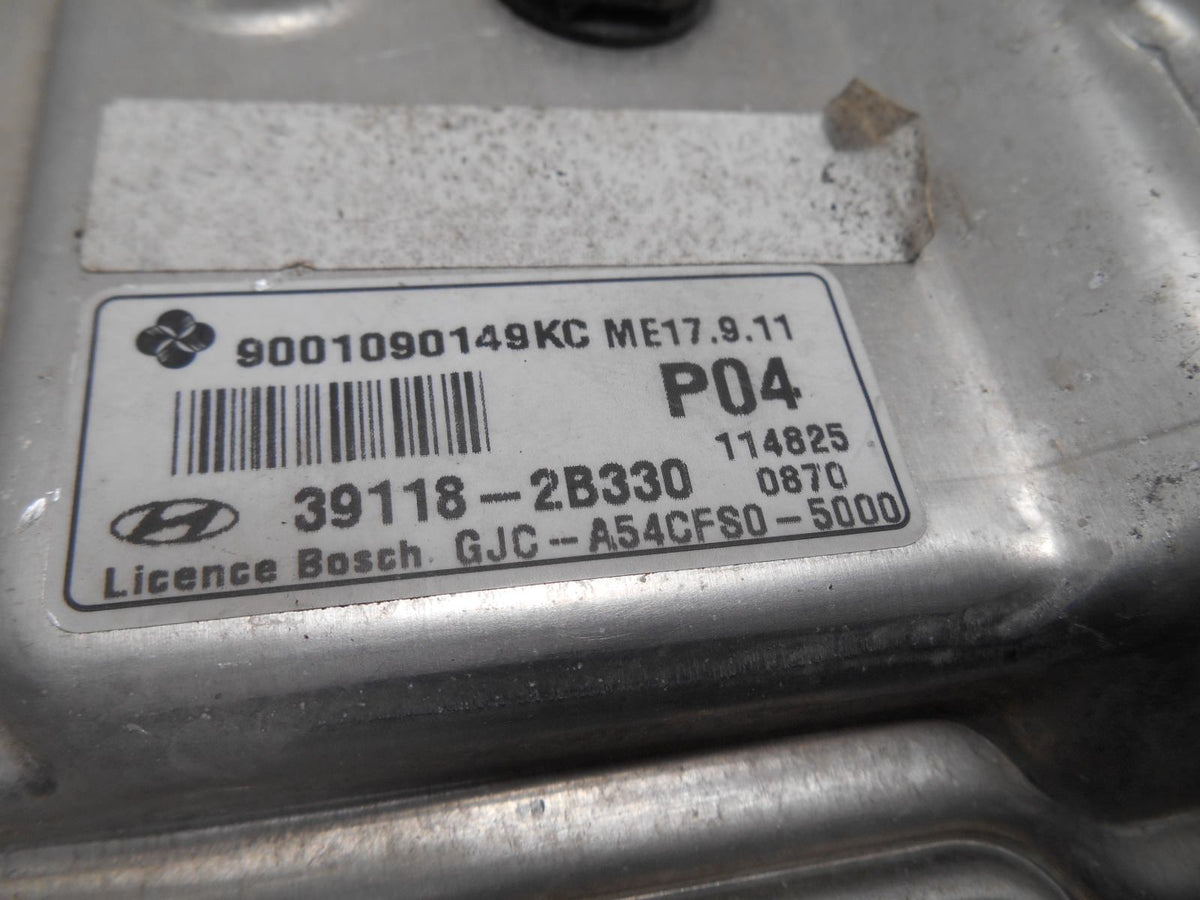 9001090149KC ME17.9.11
P04
114825
39118-2B330 0870
Licence Bosch GJC-A54CFS0-5000